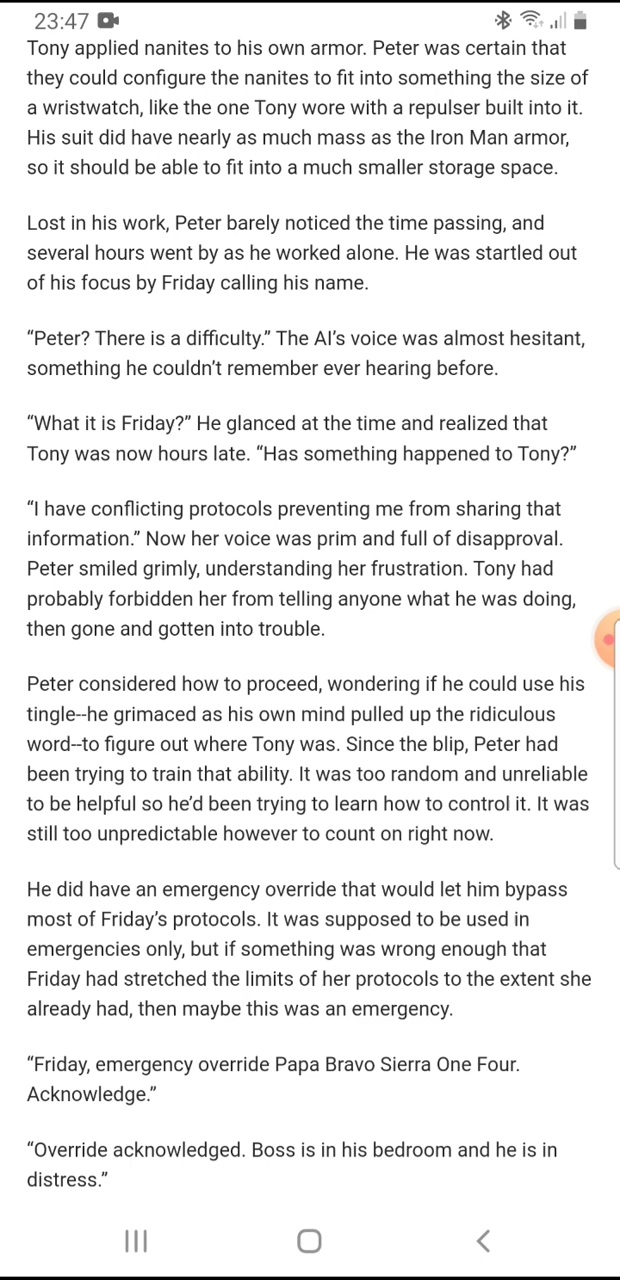 23:47
Tony applied nanites to his own armor. Peter was certain that
they could configure the nanites to fit into something the size of
a wristwatch, like the one Tony wore with a repulser built into it.
His suit did have nearly as much mass as the Iron Man armor,
so it should be able to fit into a much smaller storage space.
Lost in his work, Peter barely noticed the time passing, and
several hours went by as he worked alone. He was startled out
of his focus by Friday calling his name.
“Peter? There is a difficulty.” The AI’s voice was almost hesitant,
something he couldn’t remember ever hearing before.
“What it is Friday?” He glanced at the time and realized that
Tony was now hours late. “Has something happened to Tony?”
“I have conflicting protocols preventing me from sharing that
information.” Now her voice was prim and full of disapproval.
Peter smiled grimly, understanding her frustration. Tony had
probably forbidden her from telling anyone what he was doing,
then gone and gotten into trouble.
Peter considered how to proceed, wondering if he could use his
tingle--he grimaced as his own mind pulled up the ridiculous
word--to figure out where Tony was. Since the blip, Peter had
been trying to train that ability. It was too random and unreliable
to be helpful so he’d been trying to learn how to control it. It was
still too unpredictable however to count on right now.
He did have an emergency override that would let him bypass
most of Friday’s protocols. It was supposed to be used in
emergencies only, but if something was wrong enough that
Friday had stretched the limits of her protocols to the extent she
already had, then maybe this was an emergency.
“Friday, emergency override Papa Bravo Sierra One Four.
Acknowledge.”
“Override acknowledged. Boss is in his bedroom and he is in
distress.”